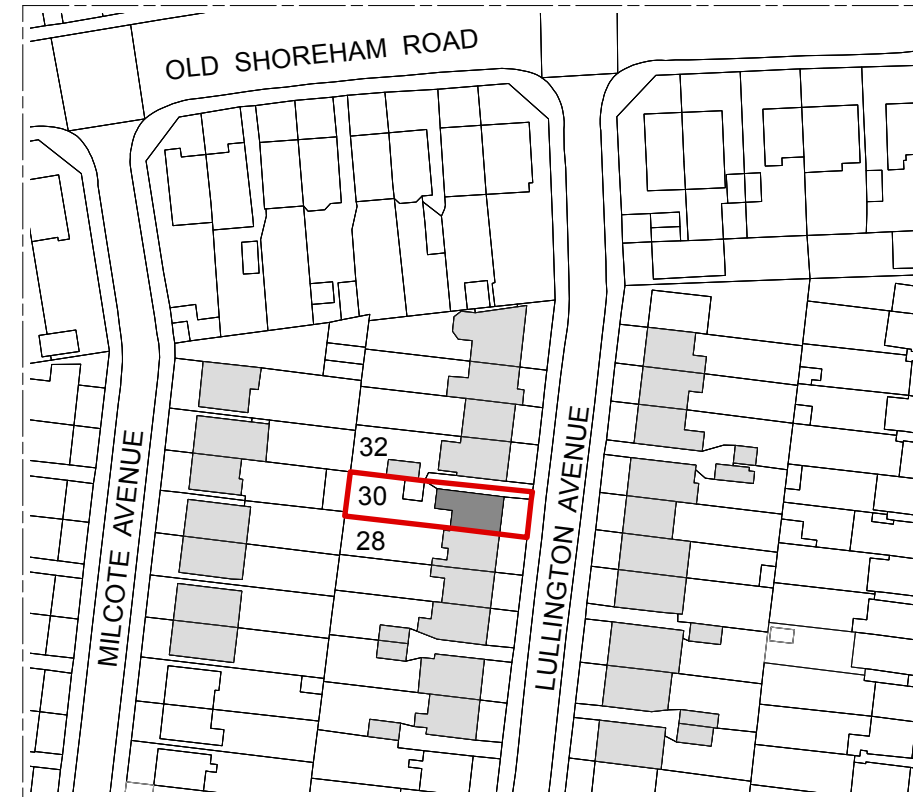 OLD SHOREHAM ROAD
32
30
28
MILCOTE AVENUE
LULLINGTON AVENUE